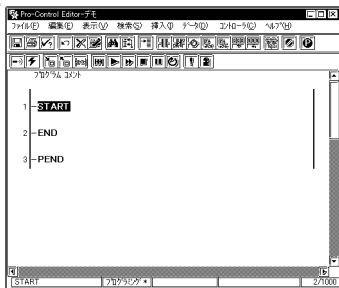 Pro-Control Editor-デモ
ファイル(F) 編集(E) 表示(V) 検索(S) 挿入(I) データ(D) コントローラ(C) ヘルプ(H)
プログラム コメント
1 START
2 END
3 PEND
START プログラミング * 2/1000